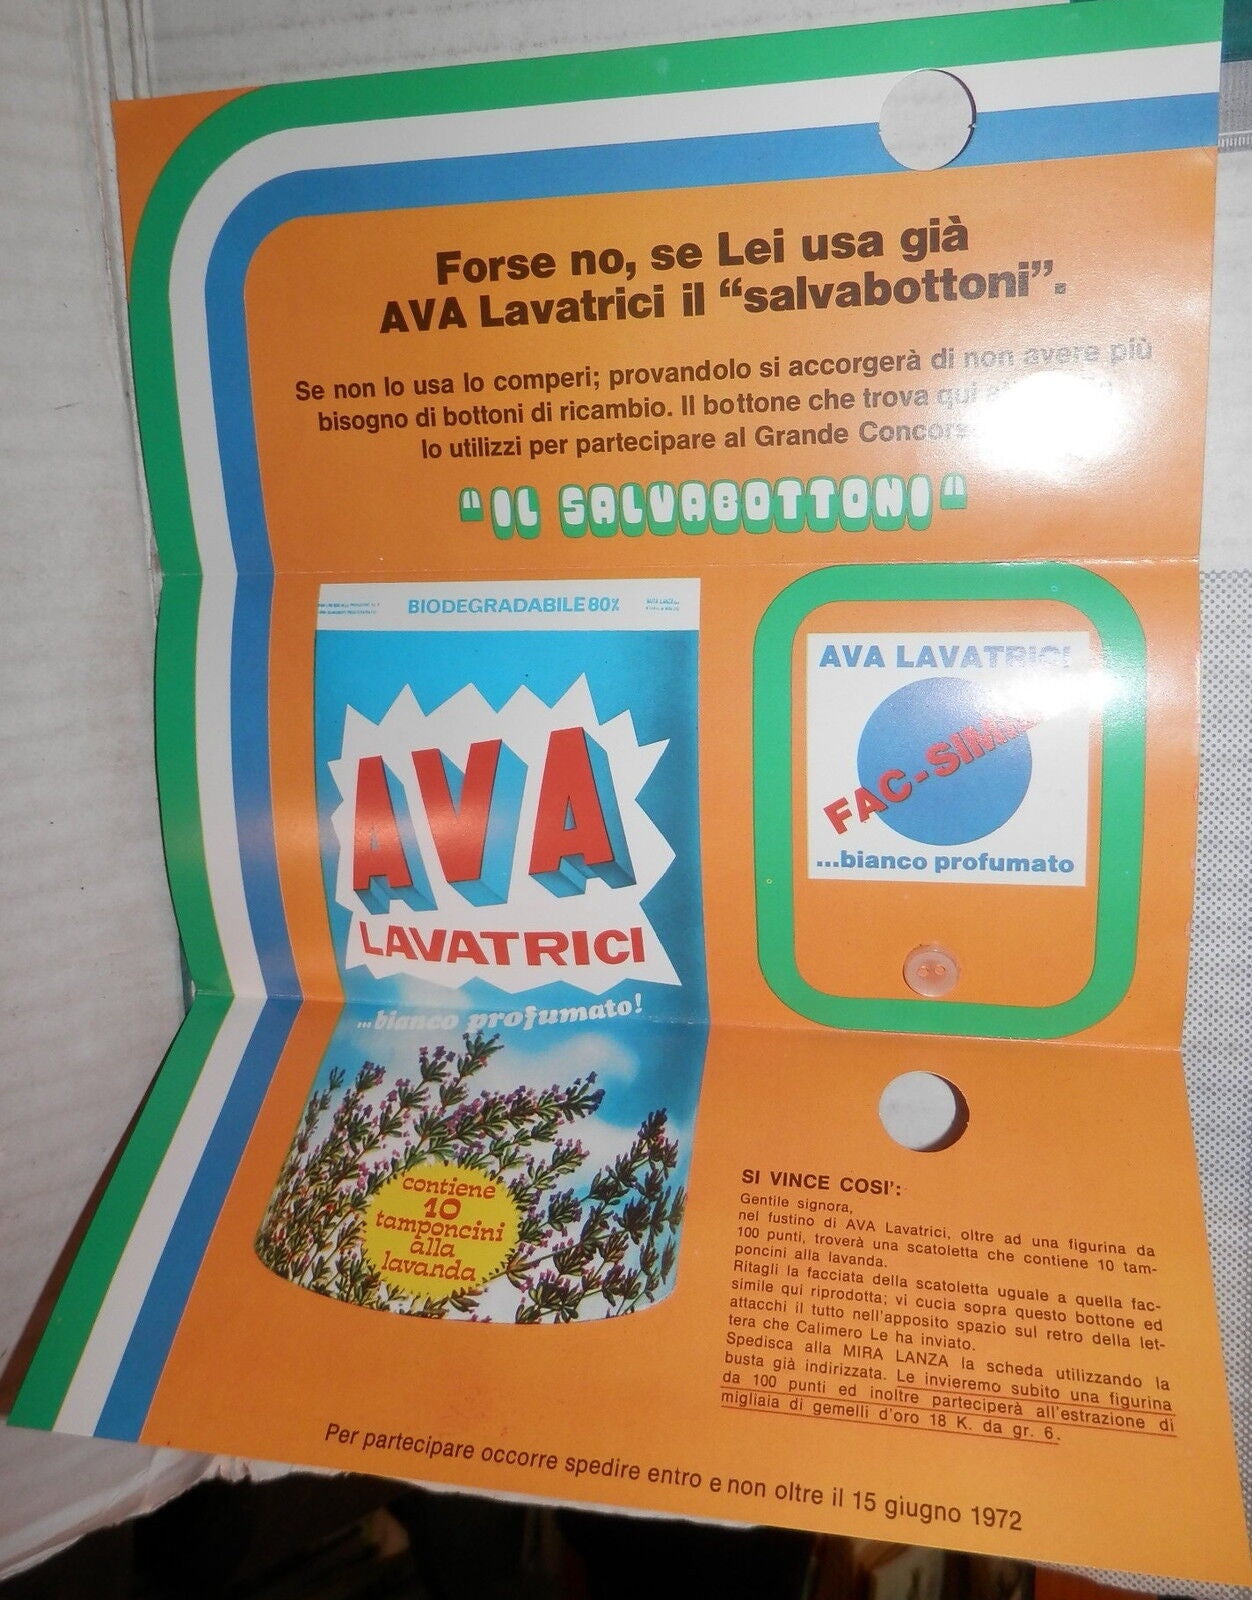 Forse no, se Lei usa già
AVA Lavatrici il “salvabottoni”.
Se non lo usa lo comperi; provandolo si accorgerà di non avere più
bisogno di bottoni di ricambio. Il bottone che trova qui
lo utilizzi per partecipare al Grande Concorso
"IL SALVABOTTONI"
BIODEGRADABILE 80%
AVA
LAVATRICI
...bianco profumato!
contiene
10
tamponcini
alla
lavanda
AVA LAVATRICI
FAC-SIMILE
...bianco profumato
SI VINCE COSI':
Gentile signora,
nel fustino di AVA Lavatrici, oltre ad una figurina da
100 punti, troverà una scatoletta che contiene 10 tam-
poncini alla lavanda.
Ritagli la facciata della scatoletta uguale a quella fac-
simile qui riprodotta; vi cucia sopra questo bottone ed
attacchi il tutto nell'apposito spazio sul retro della let-
tera che Calimero Le ha inviato.
Spedisca alla MIRA LANZA la scheda utilizzando la
busta già indirizzata. Le invieremo subito una figurina
da 100 punti ed inoltre parteciperà all'estrazione di
migliaia di gemelli d'oro 18 K. da gr. 6.
Per partecipare occorre spedire entro e non oltre il 15 giugno 1972